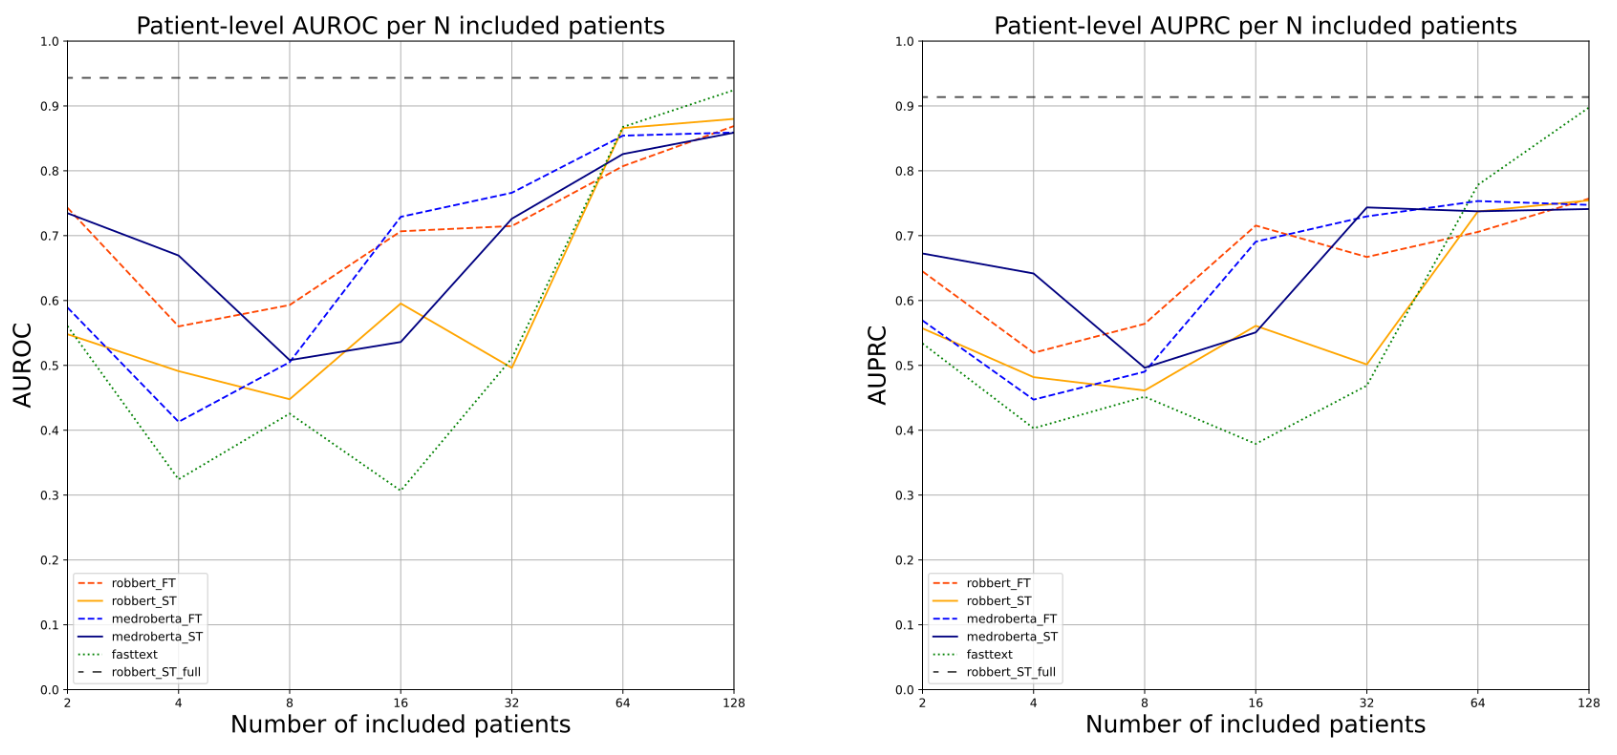 Patient-level AUROC per N included patients
AUROC
1.0
0.9
0.8
0.7
0.6
0.5
0.4
0.3
0.2
0.1
0.0
robbert_FT
robbert_ST
medroberta_FT
medroberta_ST
fasttext
robbert_ST_full
2 4 8 16 32 64 128
Number of included patients
Patient-level AUPRC per N included patients
AUPRC
1.0
0.9
0.8
0.7
0.6
0.5
0.4
0.3
0.2
0.1
0.0
robbert_FT
robbert_ST
medroberta_FT
medroberta_ST
fasttext
robbert_ST_full
2 4 8 16 32 64 128
Number of included patients